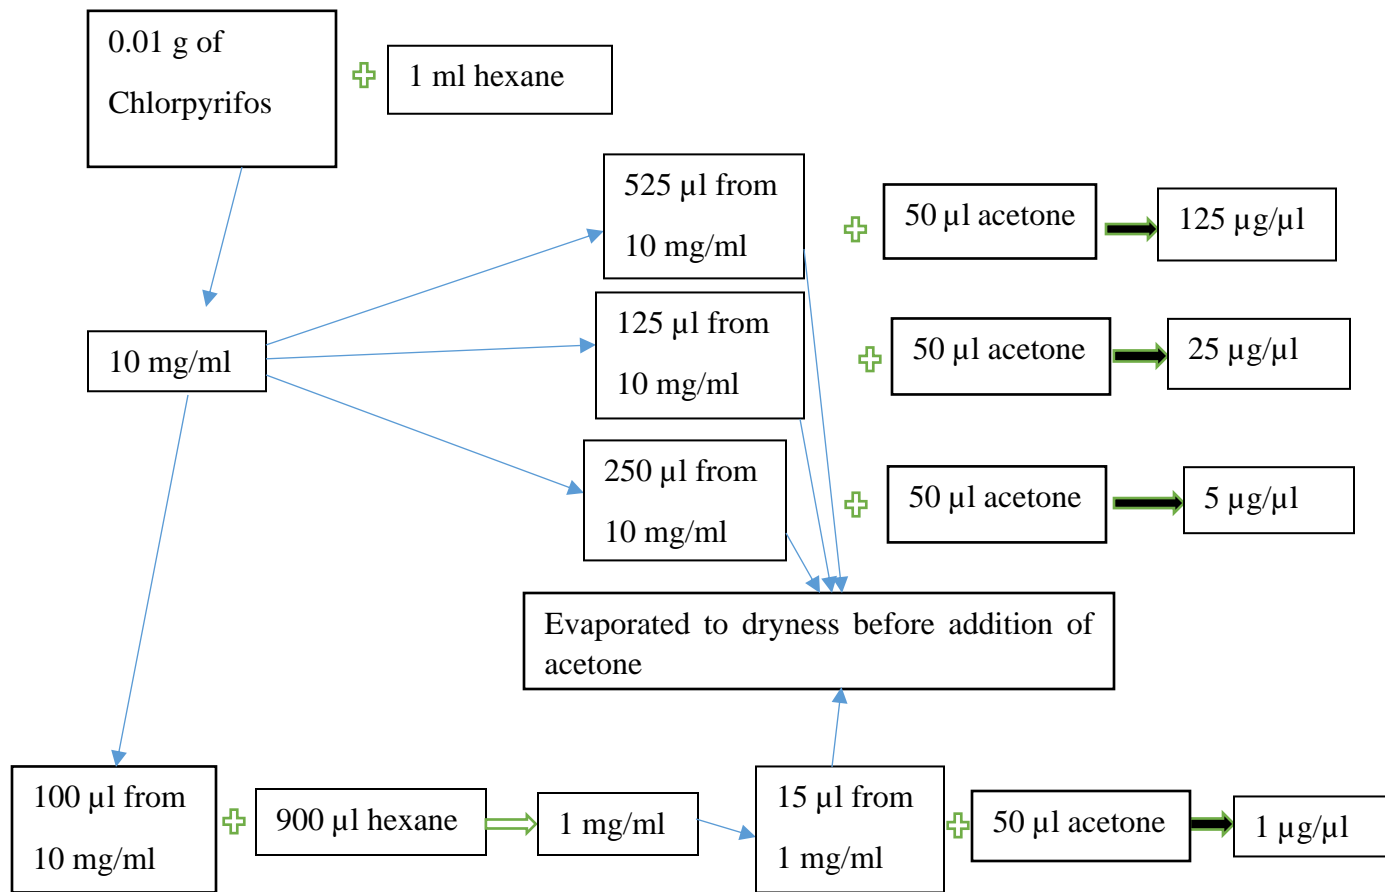 0.01 g of
Chlorpyrifos
1 ml hexane
525 µl from
10 mg/ml
50 µl acetone
125 µg/µl
10 mg/ml
125 µl from
10 mg/ml
50 µl acetone
25 µg/µl
250 µl from
10 mg/ml
50 µl acetone
5 µg/µl
Evaporated to dryness before addition of
acetone
100 µl from
10 mg/ml
900 µl hexane
1 mg/ml
15 µl from
1 mg/ml
50 µl acetone
1 µg/µl